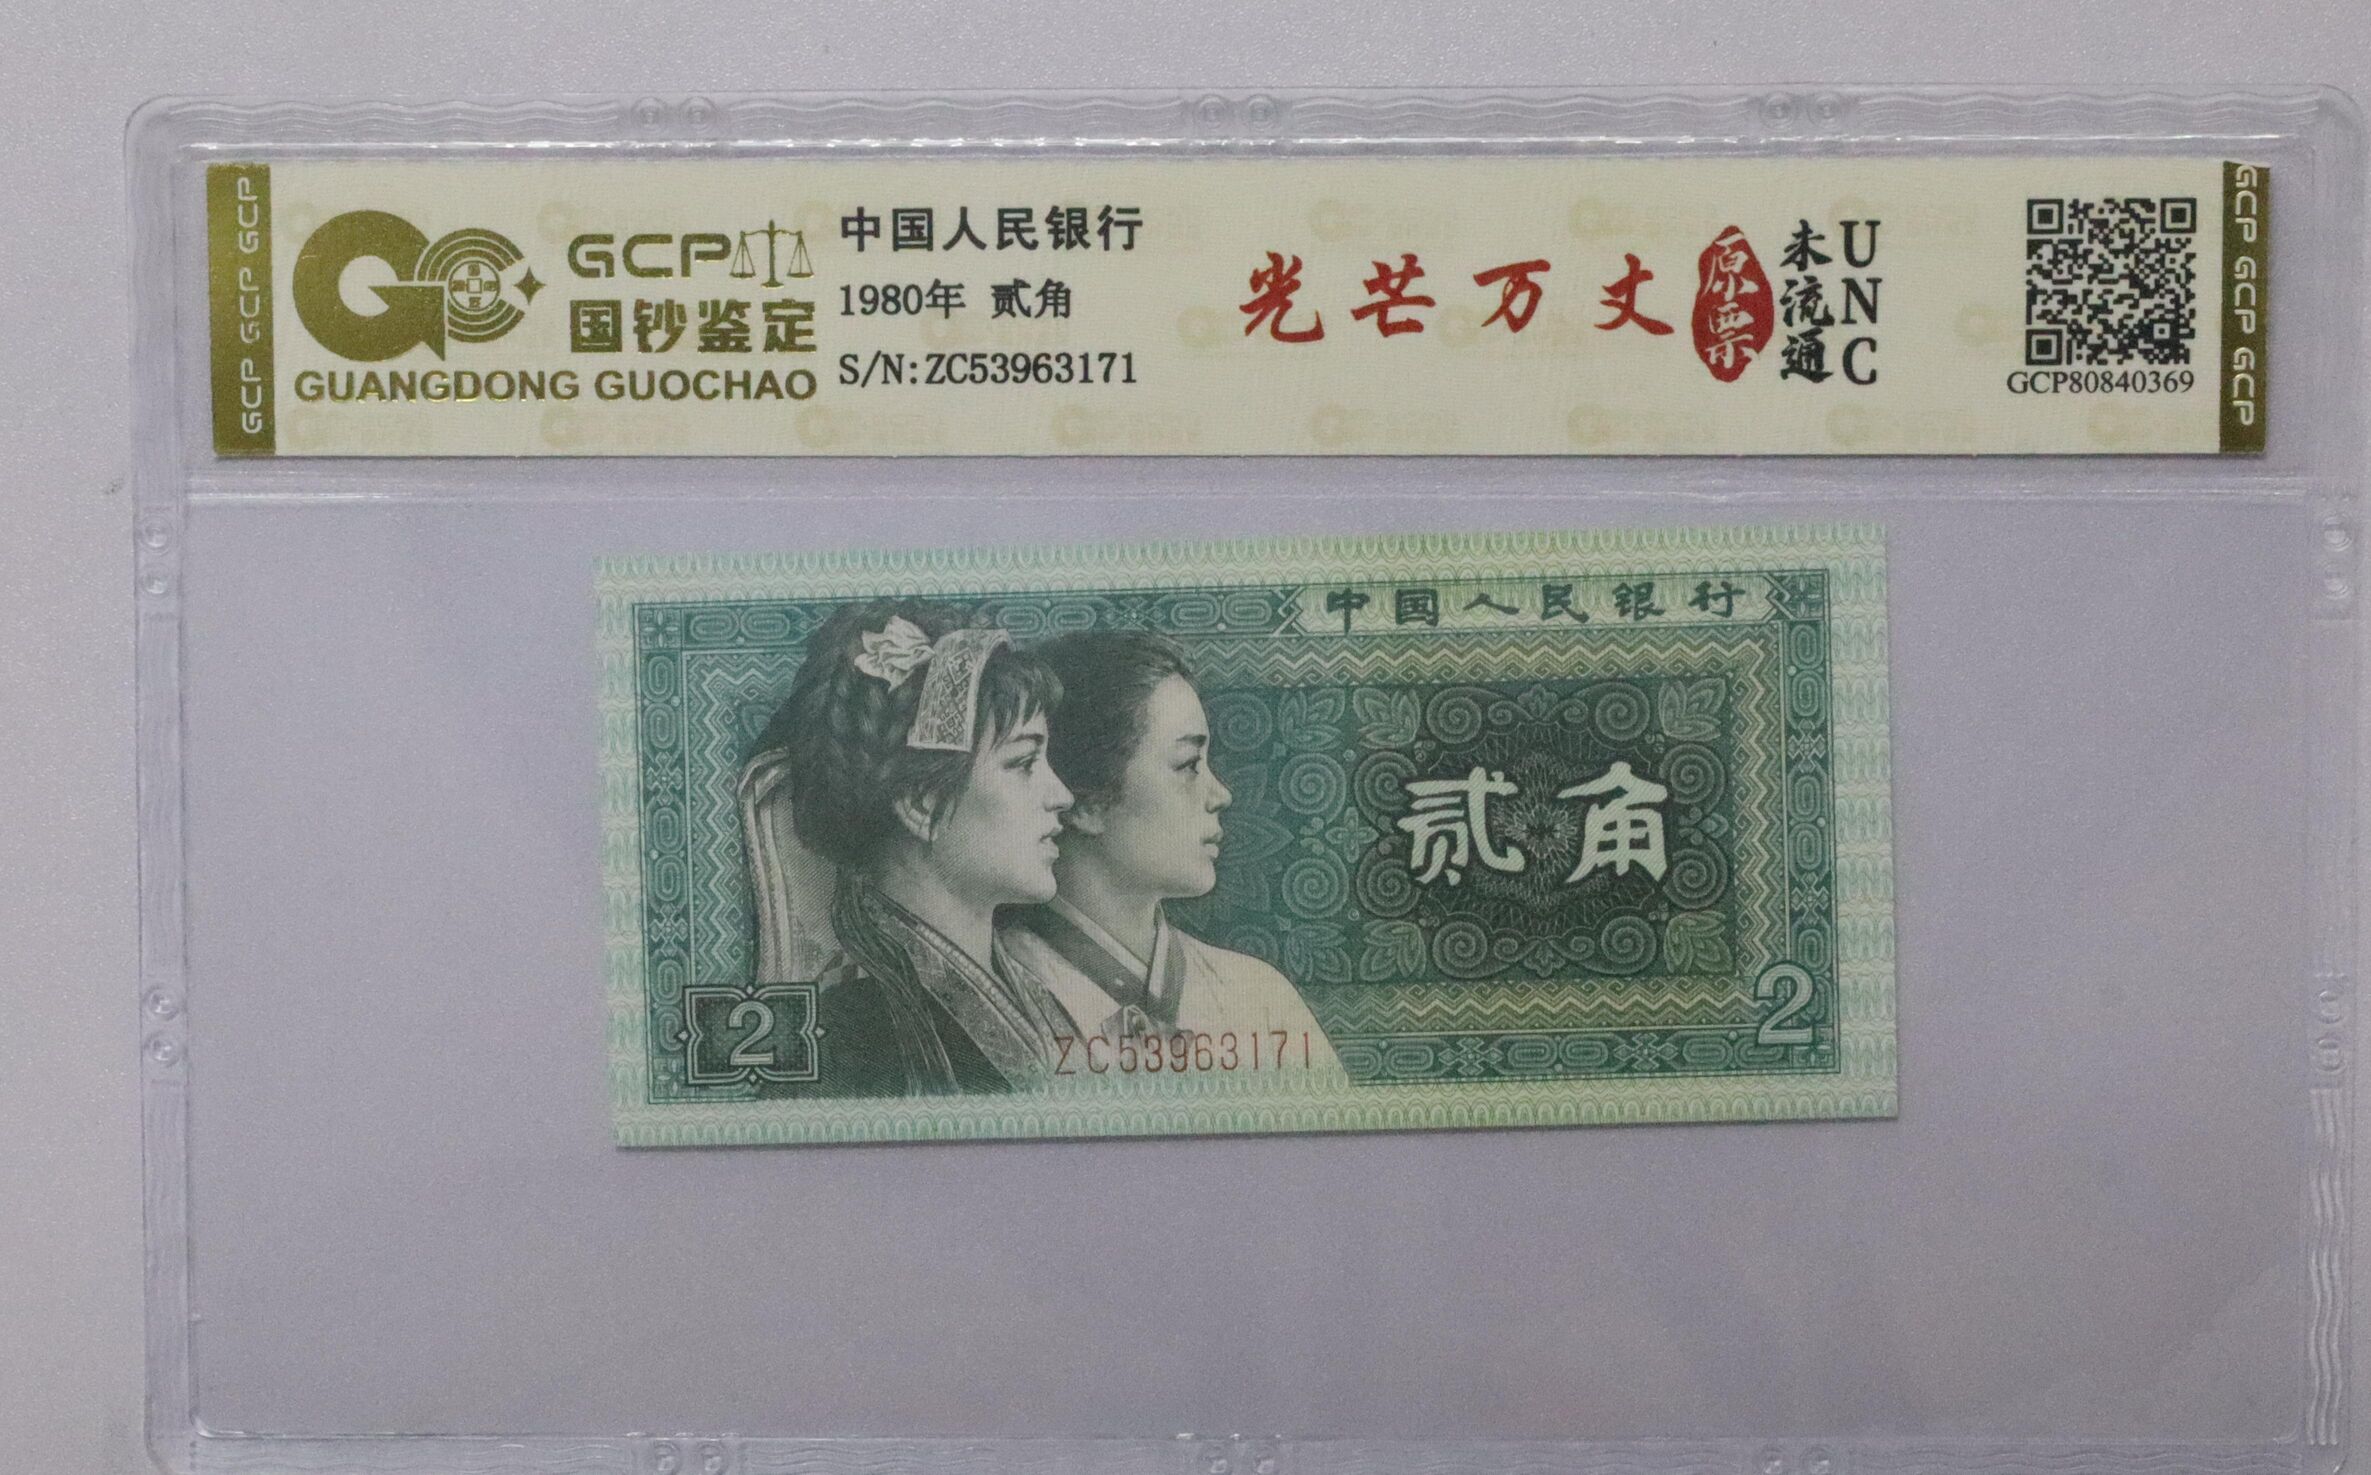 GCP GCP GCP
GCP
国钞鉴定
GUANGDONG GUOCHAO
中国人民银行
1980年 贰角
S/N:ZC53963171
光芒万丈
原票
未流通
UNC
GCP80840369
GCP GCP GCP
中国人民银行
贰角
2
ZC53963171
2